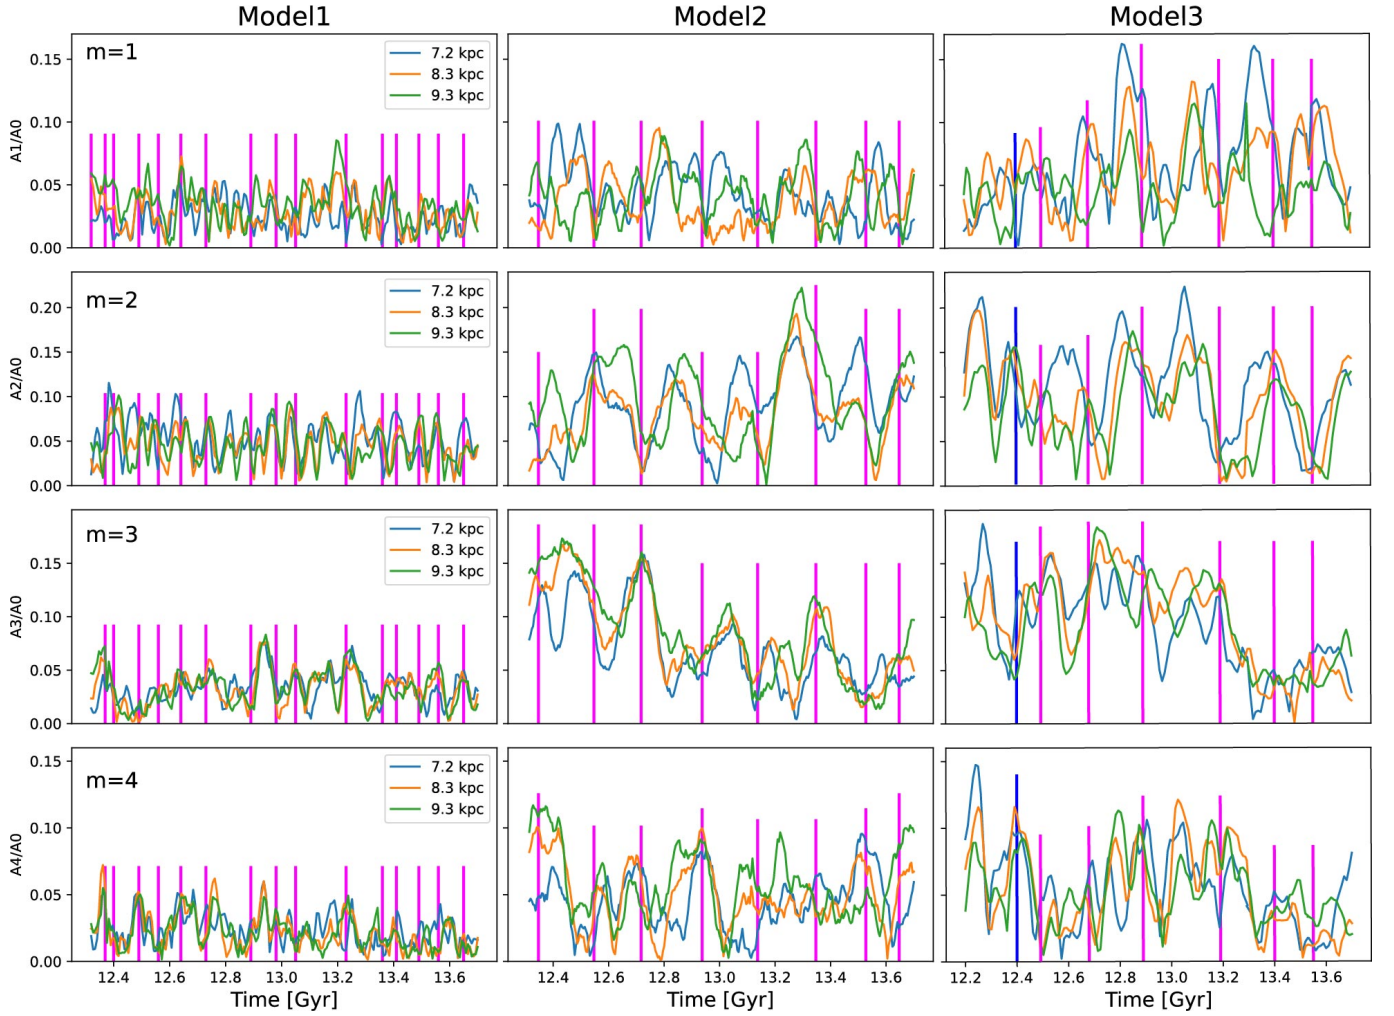 Model1 Model2 Model3
m=1
7.2 kpc
8.3 kpc
9.3 kpc
A1/A0
0.15
0.10
0.05
0.00
m=2
7.2 kpc
8.3 kpc
9.3 kpc
A2/A0
0.20
0.15
0.10
0.05
0.00
m=3
7.2 kpc
8.3 kpc
9.3 kpc
A3/A0
0.15
0.10
0.05
0.00
m=4
7.2 kpc
8.3 kpc
9.3 kpc
A4/A0
0.15
0.10
0.05
0.00
12.4 12.6 12.8 13.0 13.2 13.4 13.6 12.4 12.6 12.8 13.0 13.2 13.4 13.6 12.2 12.4 12.6 12.8 13.0 13.2 13.4 13.6
Time [Gyr] Time [Gyr] Time [Gyr]